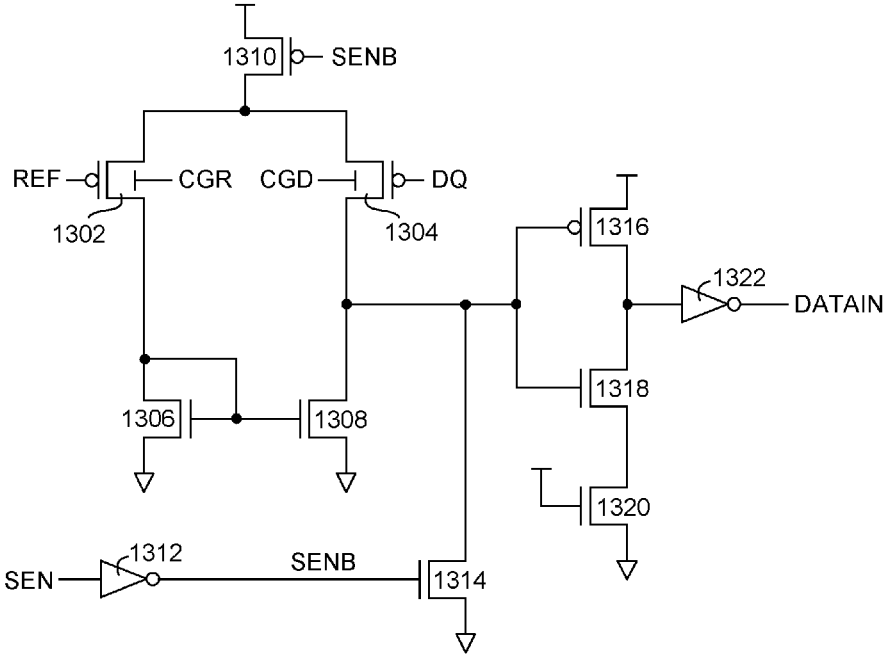 1310
SENB
REF
CGR
CGD
DQ
1302
1304
1316
1322
DATAIN
1306
1308
1318
1320
SEN
1312
SENB
1314